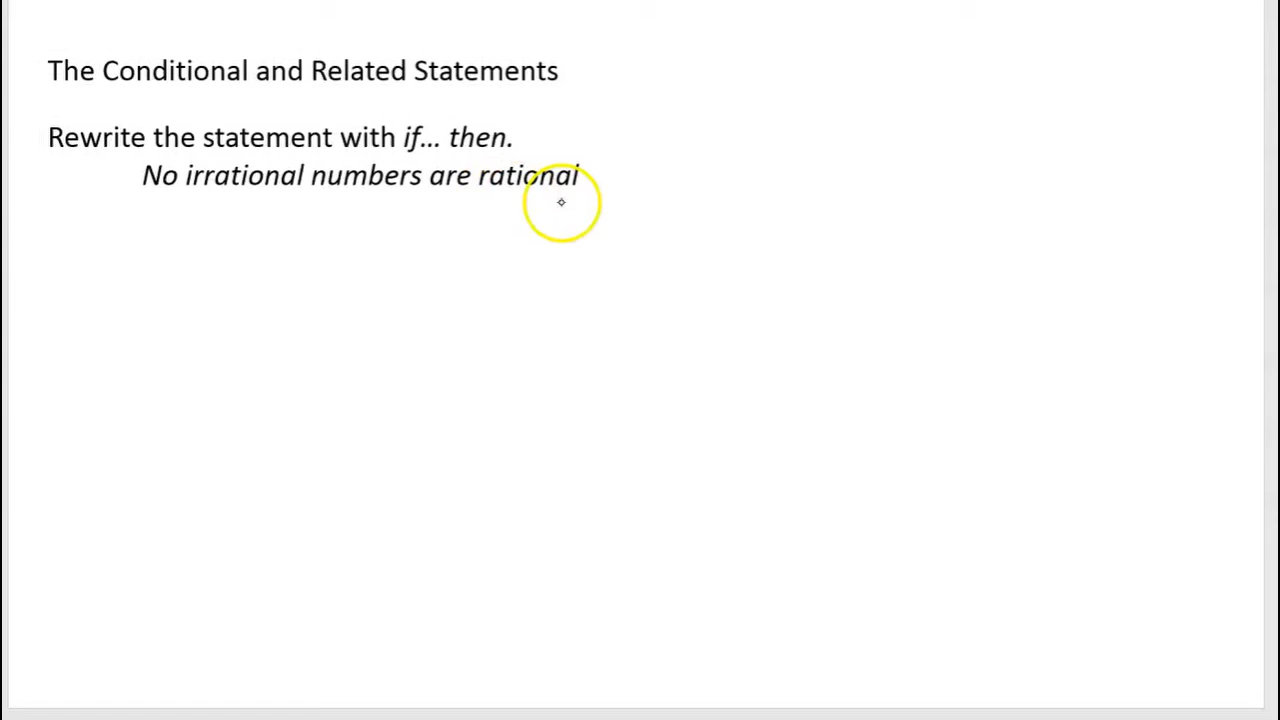 The Conditional and Related Statements
Rewrite the statement with if... then.
No irrational numbers are rational